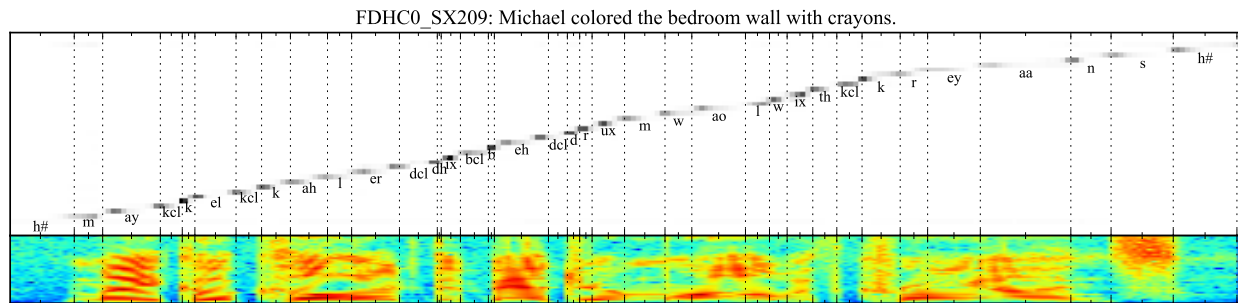 FDHC0_SX209: Michael colored the bedroom wall with crayons.
h# m ay kcl k el kcl k ah l er dcl dh ix bcl b eh dcl d r ux m w ao l w ix th kcl k r ey aa n s h#